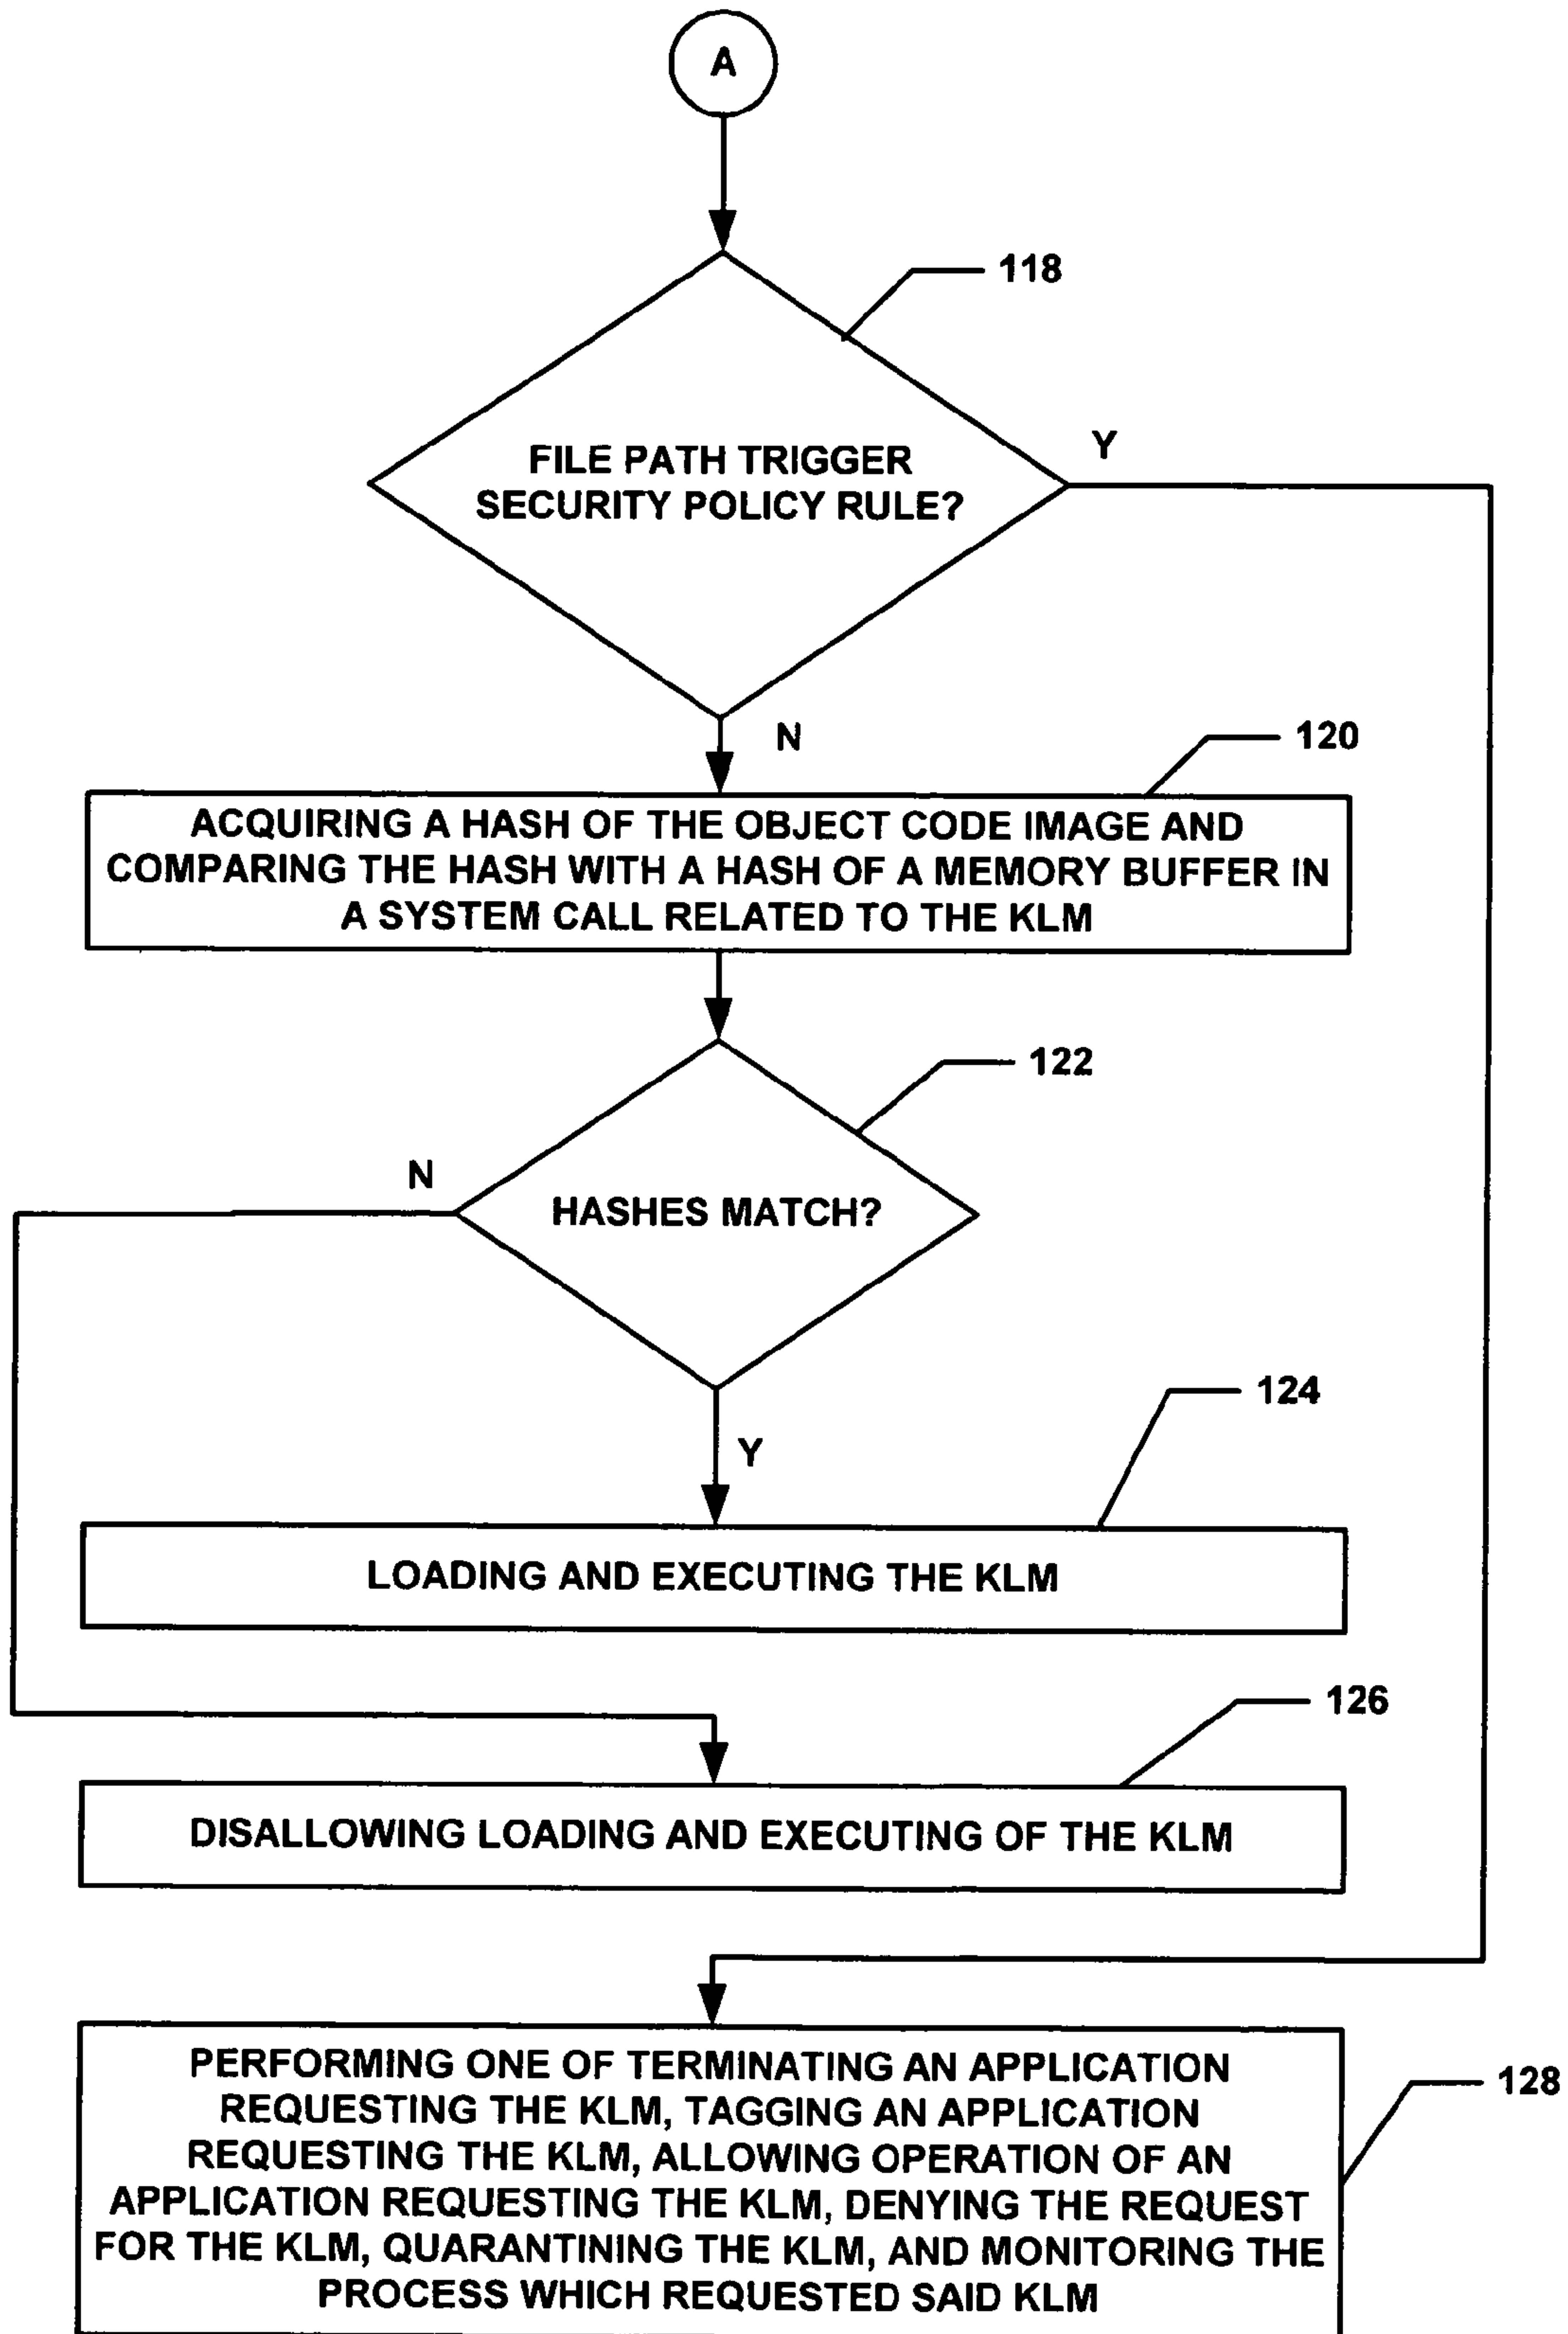 A
118
FILE PATH TRIGGER
SECURITY POLICY RULE?
Y
N
120
ACQUIRING A HASH OF THE OBJECT CODE IMAGE AND
COMPARING THE HASH WITH A HASH OF A MEMORY BUFFER IN
A SYSTEM CALL RELATED TO THE KLM
122
N
HASHES MATCH?
Y
124
LOADING AND EXECUTING THE KLM
126
DISALLOWING LOADING AND EXECUTING OF THE KLM
128
PERFORMING ONE OF TERMINATING AN APPLICATION
REQUESTING THE KLM, TAGGING AN APPLICATION
REQUESTING THE KLM, ALLOWING OPERATION OF AN
APPLICATION REQUESTING THE KLM, DENYING THE REQUEST
FOR THE KLM, QUARANTINING THE KLM, AND MONITORING THE
PROCESS WHICH REQUESTED SAID KLM